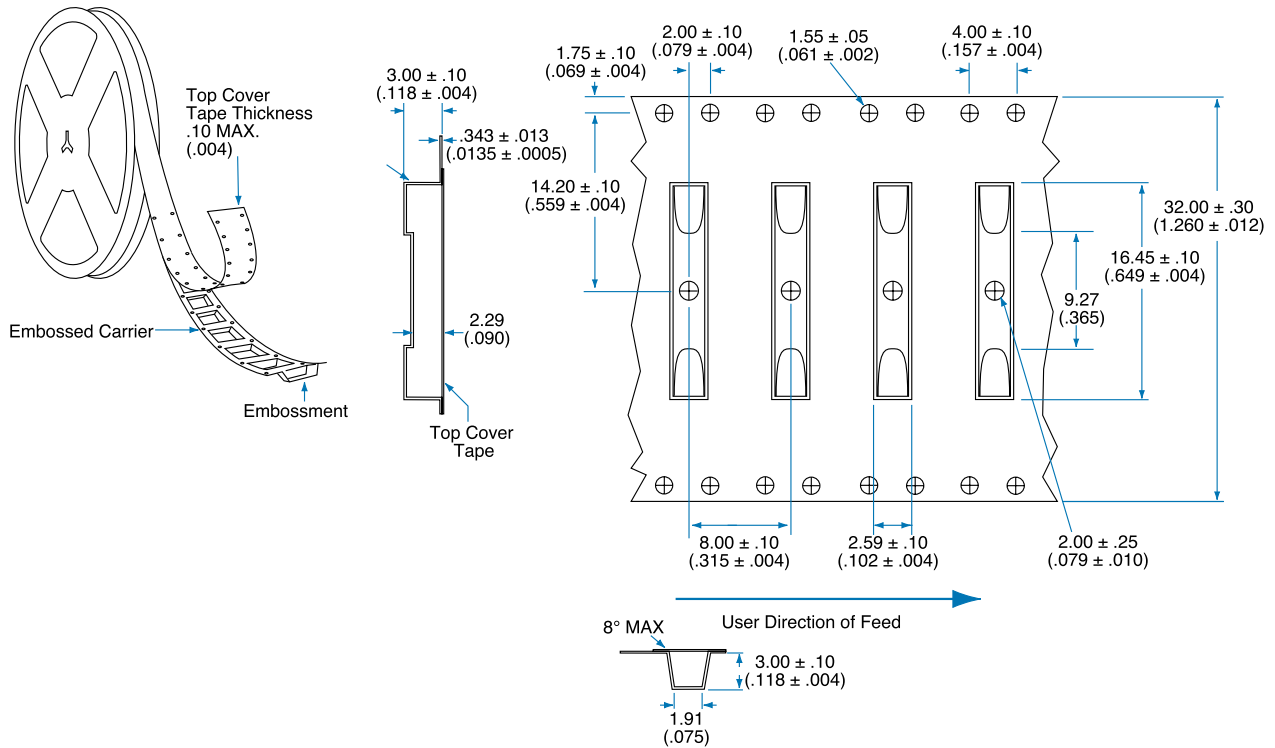 Top Cover
Tape Thickness
.10 MAX.
(.004)
Embossed Carrier
Embossment
3.00 ± .10
(.118 ± .004)
.343 ± .013
(.0135 ± .0005)
2.29
(.090)
Top Cover
Tape
1.75 ± .10
(.069 ± .004)
2.00 ± .10
(.079 ± .004)
1.55 ± .05
(.061 ± .002)
4.00 ± .10
(.157 ± .004)
14.20 ± .10
(.559 ± .004)
32.00 ± .30
(1.260 ± .012)
16.45 ± .10
(.649 ± .004)
9.27
(.365)
8.00 ± .10
(.315 ± .004)
2.59 ± .10
(.102 ± .004)
2.00 ± .25
(.079 ± .010)
User Direction of Feed
8° MAX
3.00 ± .10
(.118 ± .004)
1.91
(.075)